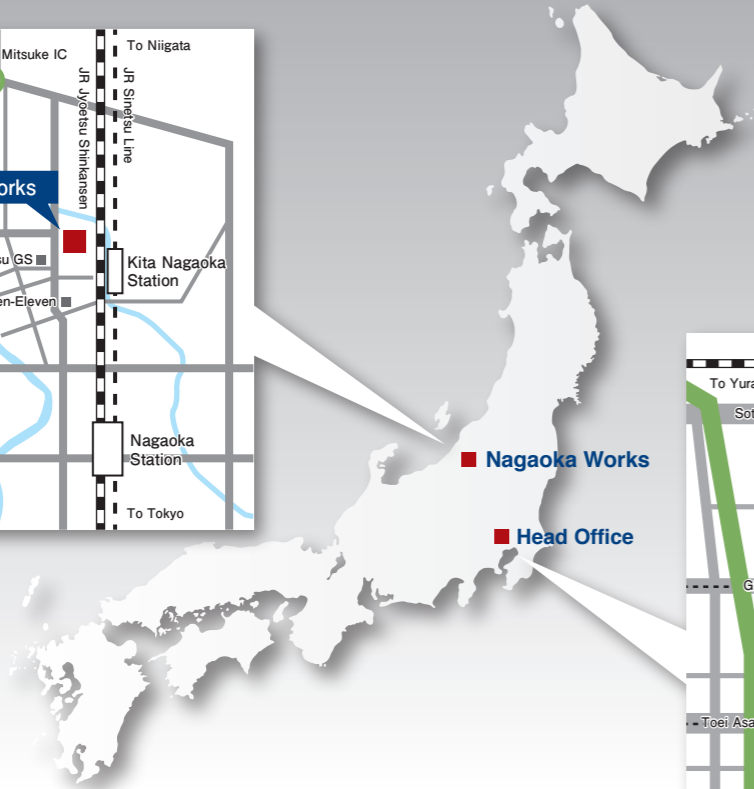 Mitsuke IC
To Niigata
JR Jyoetsu Shinkansen
JR Sinetsu Line
orks
su GS
Kita Nagaoka
Station
en-Eleven
Nagaoka
Station
To Tokyo
Nagaoka Works
Head Office
To Yura
Sot
G
Toei Asa